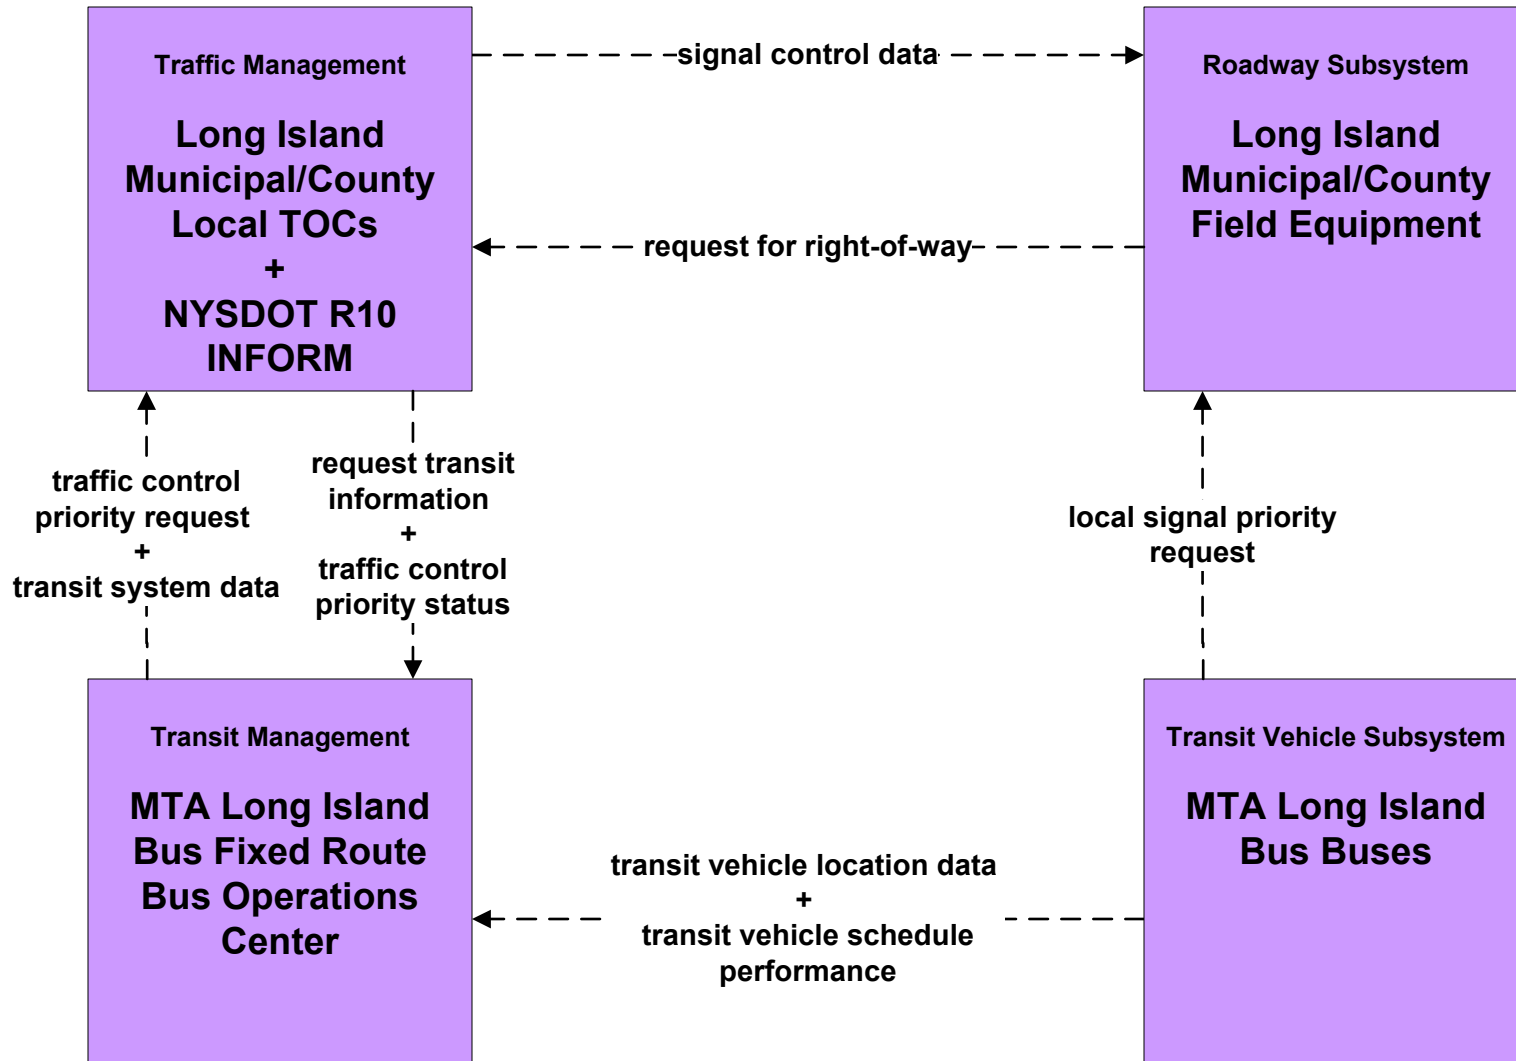 Traffic Management
Long Island
Municipal/County
Local TOCs
+
NYSDOT R10
INFORM
signal control data
request for right-of-way
Roadway Subsystem
Long Island
Municipal/County
Field Equipment
traffic control
priority request
+
transit system data
request transit
information
+
traffic control
priority status
local signal priority
request
Transit Management
MTA Long Island
Bus Fixed Route
Bus Operations
Center
transit vehicle location data
+
transit vehicle schedule
performance
Transit Vehicle Subsystem
MTA Long Island
Bus Buses